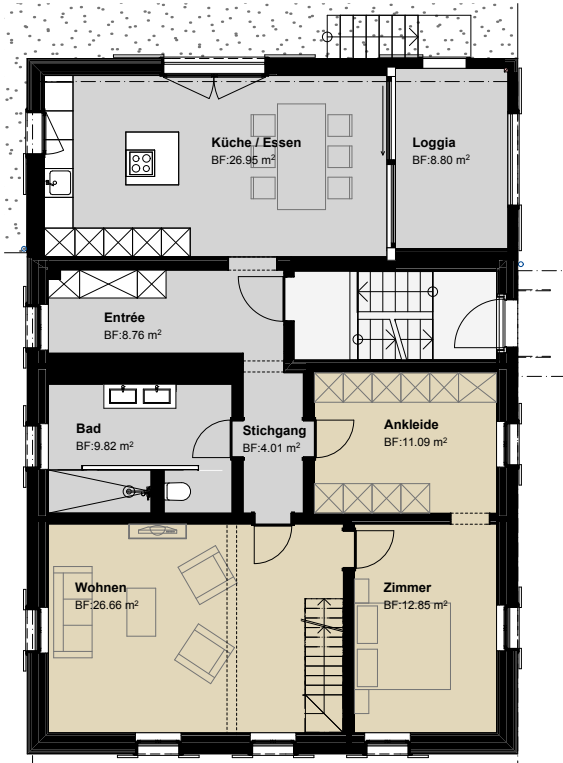 Küche / Essen
BF:26.95 m²
Loggia
BF:8.80 m²
Entrée
BF:8.76 m²
Bad
BF:9.82 m²
Stichgang
BF:4.01 m²
Ankleide
BF:11.09 m²
Wohnen
BF:26.66 m²
Zimmer
BF:12.85 m²